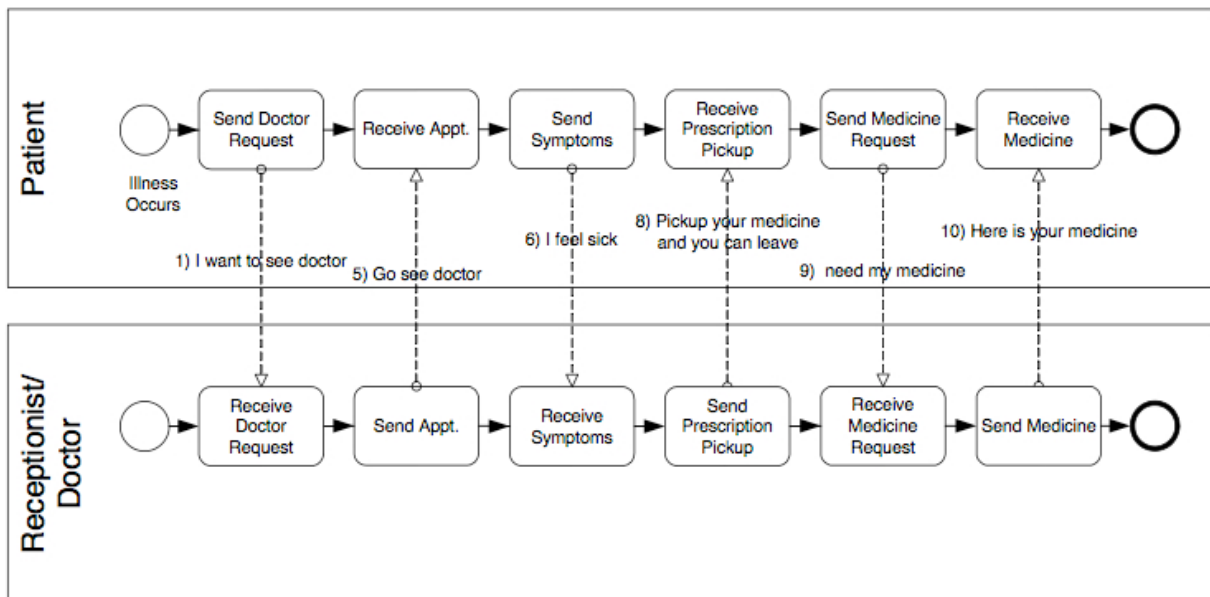 Patient
Send Doctor
Request
Receive Appt.
Send
Symptoms
Receive
Prescription
Pickup
Send Medicine
Request
Receive
Medicine
Illness
Occurs
1) I want to see doctor
5) Go see doctor
6) I feel sick
8) Pickup your medicine
and you can leave
9) need my medicine
10) Here is your medicine
Receptionist/
Doctor
Receive
Doctor
Request
Send Appt.
Receive
Symptoms
Send
Prescription
Pickup
Receive
Medicine
Request
Send Medicine